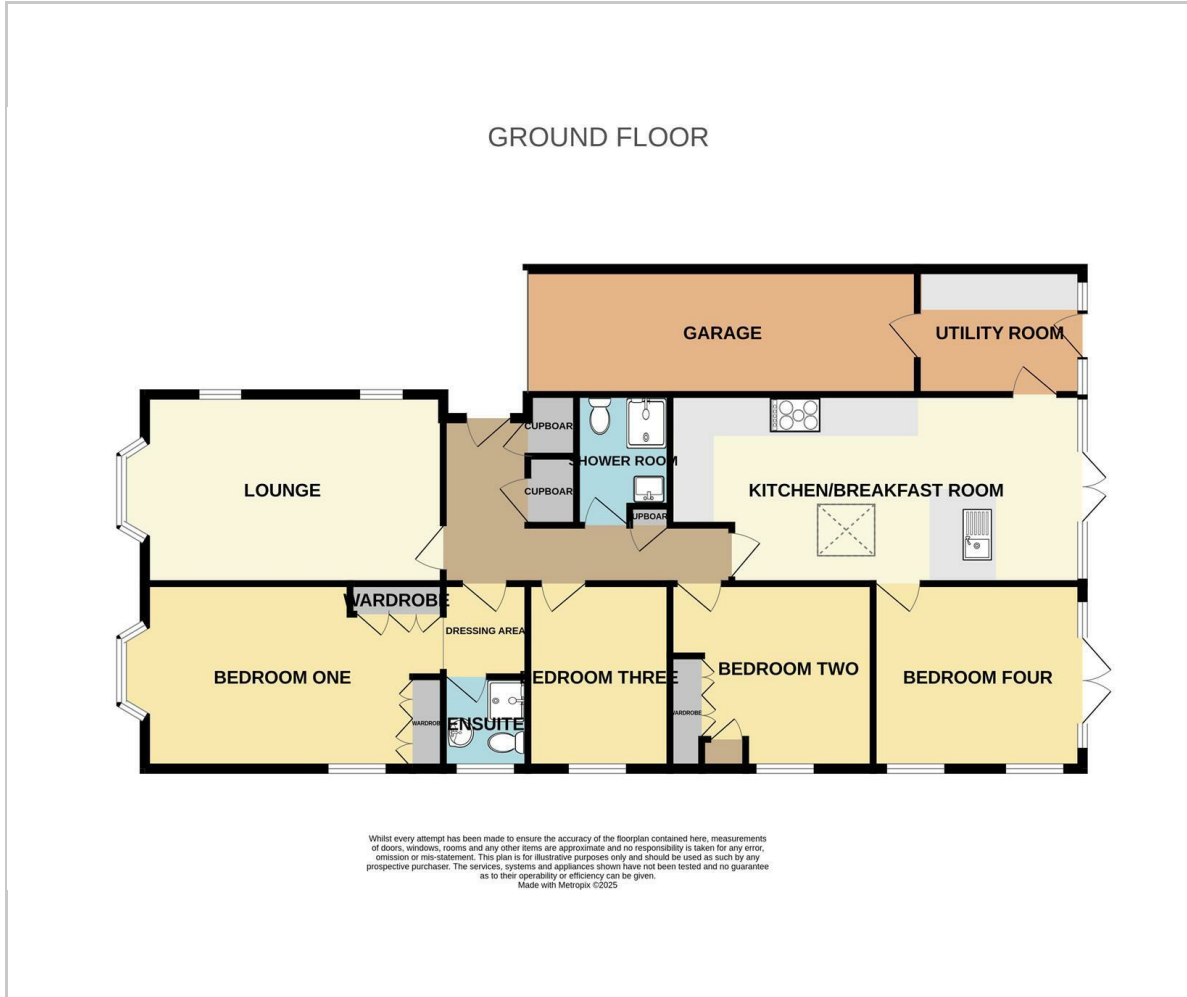 GROUND FLOOR
GARAGE
UTILITY ROOM
CUPBOAR
SHOWER ROOM
LOUNGE
CUPBOAR
KITCHEN/BREAKFAST ROOM
UPBOAR
WARDROBE
DRESSING AREA
BEDROOM ONE
EDROOM THREE
BEDROOM TWO
BEDROOM FOUR
WARDROBE
ENSUITE
WARDROBE
Whilst every attempt has been made to ensure the accuracy of the floorplan contained here, measurements
of doors, windows, rooms and any other items are approximate and no responsibility is taken for any error,
omission or mis-statement. This plan is for illustrative purposes only and should be used as such by any
prospective purchaser. The services, systems and appliances shown have not been tested and no guarantee
as to their operability or efficiency can be given.
Made with Metropix ©2025